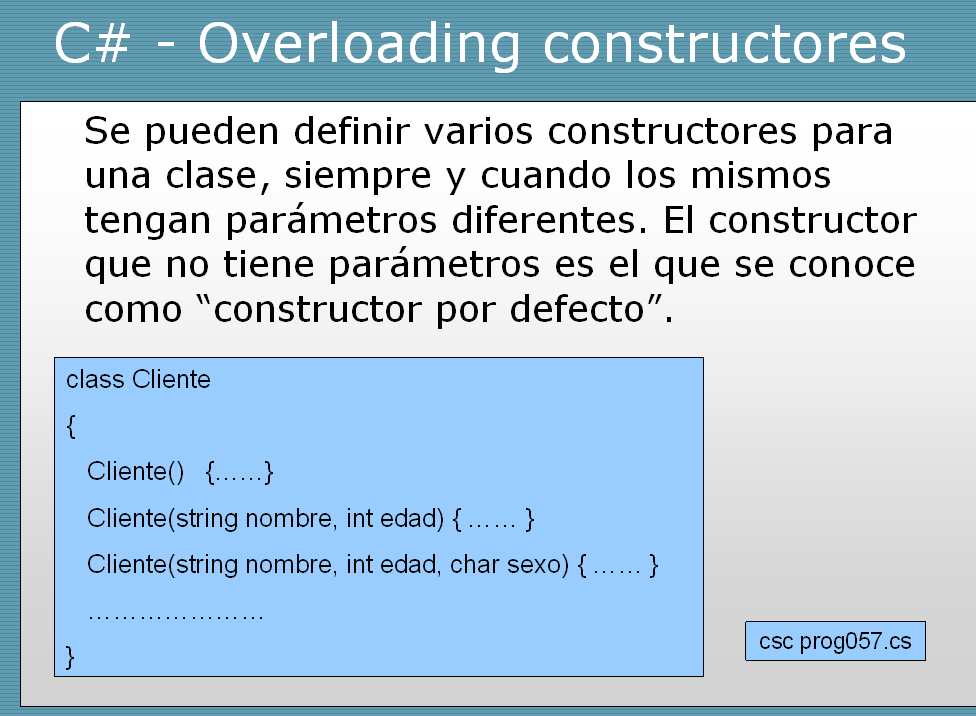 C# - Overloading constructores
Se pueden definir varios constructores para
una clase, siempre y cuando los mismos
tengan parámetros diferentes. El constructor
que no tiene parámetros es el que se conoce
como “constructor por defecto”.
class Cliente
{
Cliente() {……}
Cliente(string nombre, int edad) { …… }
Cliente(string nombre, int edad, char sexo) { …… }
…………………
}
csc prog057.cs